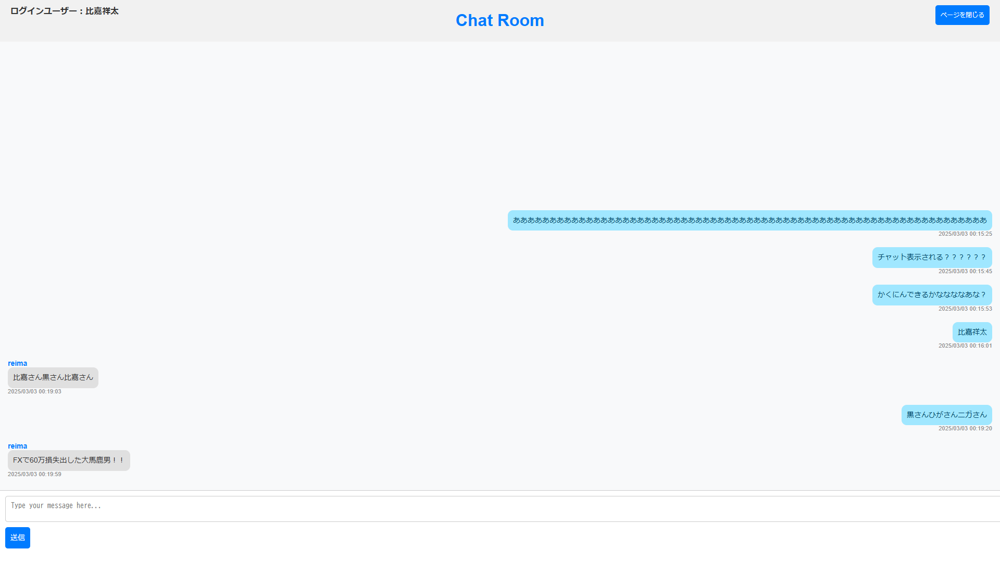 ログインユーザー：比嘉祥太
Chat Room
ページを閉じる
あああああああああああああああああああああああああああああああああああああああああああああああああああああああああああああああああ
2025/03/03 00:15:25
チャット表示される？？？？？？
2025/03/03 00:15:45
かくにんできるかなななあな？
2025/03/03 00:15:53
比嘉祥太
2025/03/03 00:16:01
reima
比嘉さん黒さん比嘉さん
2025/03/03 00:19:03
黒さんひがさんニガさん
2025/03/03 00:19:20
reima
FXで60万損失出した大馬鹿男！！
2025/03/03 00:19:59
Type your message here...
送信